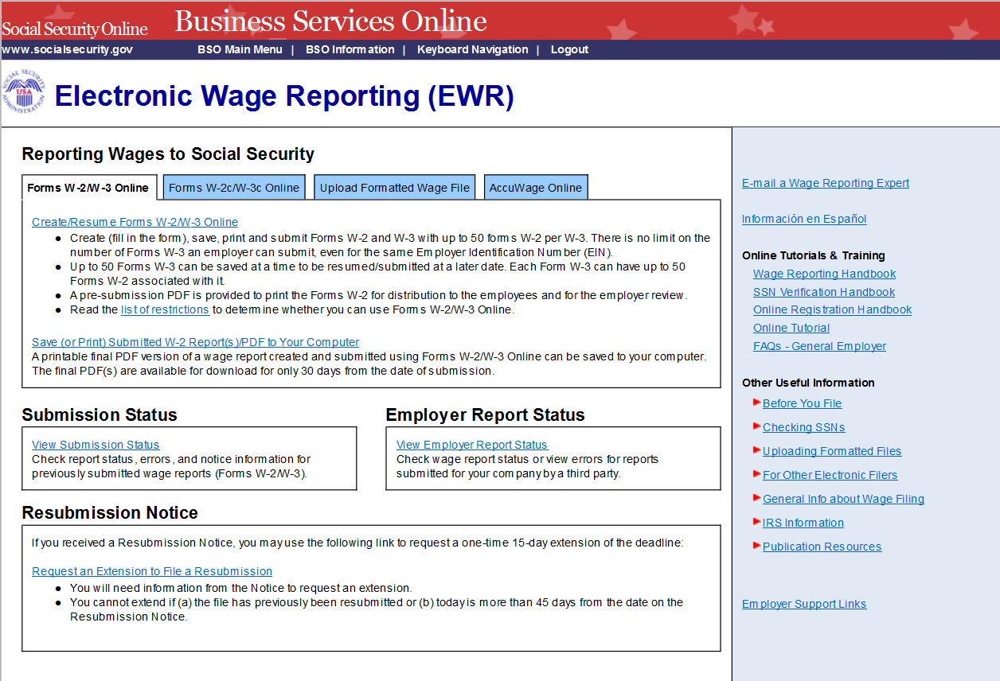 Social Security Online
Business Services Online
www.socialsecurity.gov
BSO Main Menu | BSO Information | Keyboard Navigation | Logout
SOCIAL SECURITY ADMINISTRATION
USA
Electronic Wage Reporting (EWR)
Reporting Wages to Social Security
Forms W-2/W-3 Online
Forms W-2c/W-3c Online
Upload Formatted Wage File
AccuWage Online
Create/Resume Forms W-2/W-3 Online
● Create (fill in the form), save, print and submit Forms W-2 and W-3 with up to 50 forms W-2 per W-3. There is no limit on the
number of Forms W-3 an employer can submit, even for the same Employer Identification Number (EIN).
● Up to 50 Forms W-3 can be saved at a time to be resumed/submitted at a later date. Each Form W-3 can have up to 50
Forms W-2 associated with it.
● A pre-submission PDF is provided to print the Forms W-2 for distribution to the employees and for the employer review.
● Read the list of restrictions to determine whether you can use Forms W-2/W-3 Online.
Save (or Print) Submitted W-2 Report(s)/PDF to Your Computer
A printable final PDF version of a wage report created and submitted using Forms W-2/W-3 Online can be saved to your computer.
The final PDF(s) are available for download for only 30 days from the date of submission.
Submission Status
View Submission Status
Check report status, errors, and notice information for
previously submitted wage reports (Forms W-2/W-3).
Employer Report Status
View Employer Report Status
Check wage report status or view errors for reports
submitted for your company by a third party.
Resubmission Notice
If you received a Resubmission Notice, you may use the following link to request a one-time 15-day extension of the deadline:
Request an Extension to File a Resubmission
● You will need information from the Notice to request an extension.
● You cannot extend if (a) the file has previously been resubmitted or (b) today is more than 45 days from the date on the
Resubmission Notice.
E-mail a Wage Reporting Expert
Información en Español
Online Tutorials & Training
Wage Reporting Handbook
SSN Verification Handbook
Online Registration Handbook
Online Tutorial
FAQs - General Employer
Other Useful Information
Before You File
Checking SSNs
Uploading Formatted Files
For Other Electronic Filers
General Info about Wage Filing
IRS Information
Publication Resources
Employer Support Links